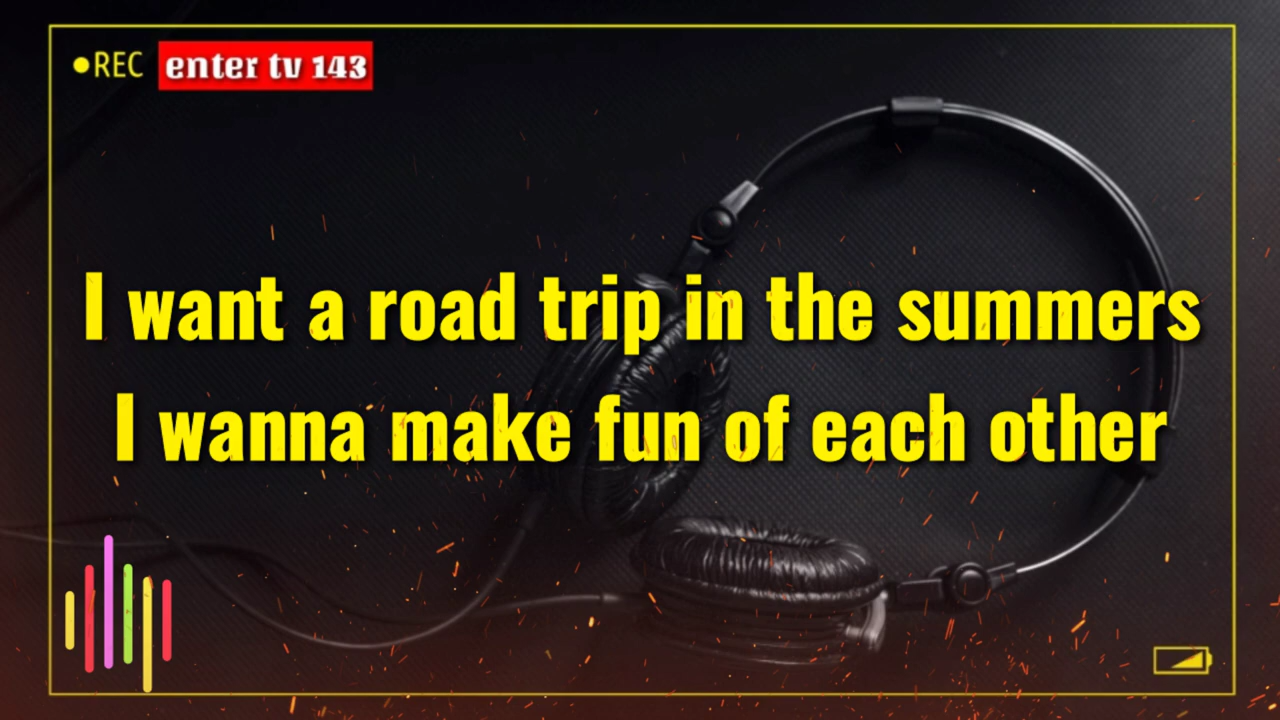 REC
enter tv 143
I want a road trip in the summers
I wanna make fun of each other